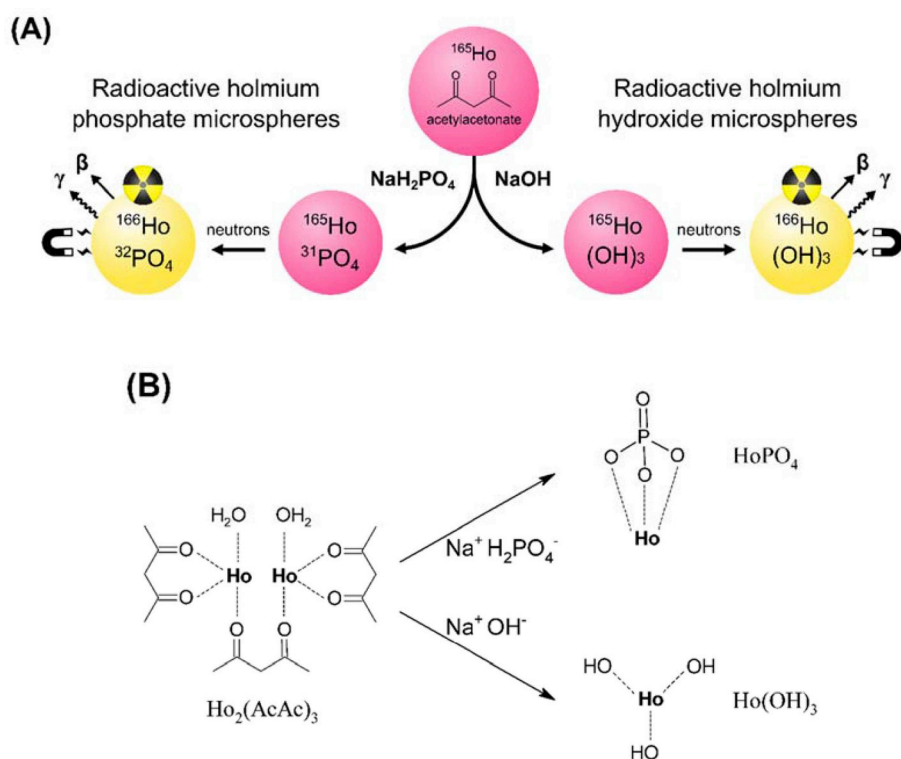 (A)
Radioactive holmium
phosphate microspheres
¹⁶⁵Ho
O O
acetylacetonate
Radioactive holmium
hydroxide microspheres
NaH₂PO₄
NaOH
γ
β
¹⁶⁶Ho
³²PO₄
neutrons
¹⁶⁵Ho
³¹PO₄
¹⁶⁵Ho
(OH)₃
neutrons
¹⁶⁶Ho
(OH)₃
β
γ
(B)
O
P
O O O
Ho
HoPO₄
H₂O OH₂
O O
Ho Ho
O O
O O
Ho₂(AcAc)₃
Na⁺ H₂PO₄⁻
Na⁺ OH⁻
HO OH
Ho
HO
Ho(OH)₃